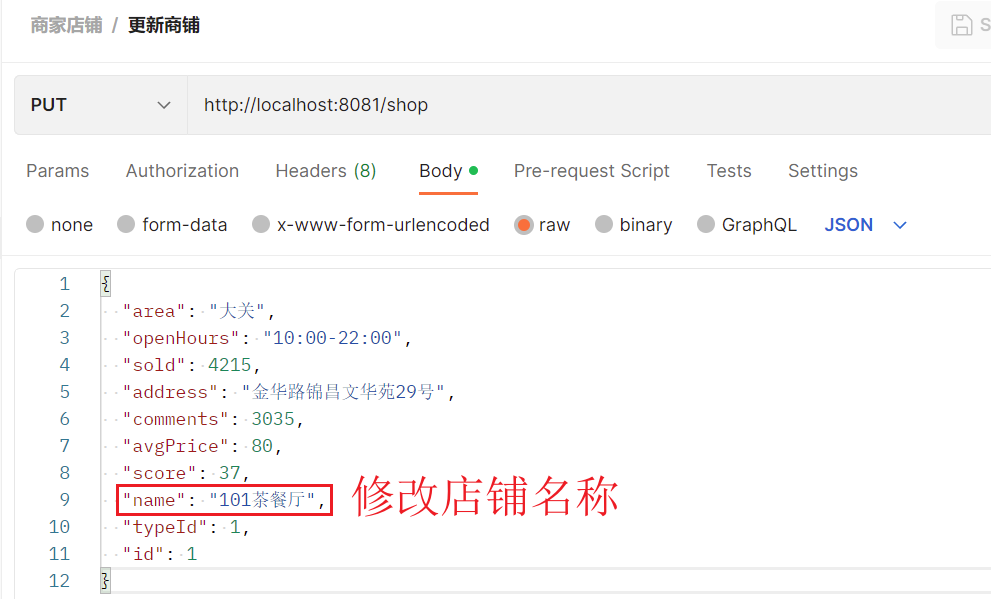 商家店铺 / 更新商铺
S
PUT http://localhost:8081/shop
Params Authorization Headers (8) Body Pre-request Script Tests Settings
none form-data x-www-form-urlencoded raw binary GraphQL JSON
1 {
2 "area": "大关",
3 "openHours": "10:00-22:00",
4 "sold": 4215,
5 "address": "金华路锦昌文华苑29号",
6 "comments": 3035,
7 "avgPrice": 80,
8 "score": 37,
9 "name": "101茶餐厅", 修改店铺名称
10 "typeId": 1,
11 "id": 1
12 }